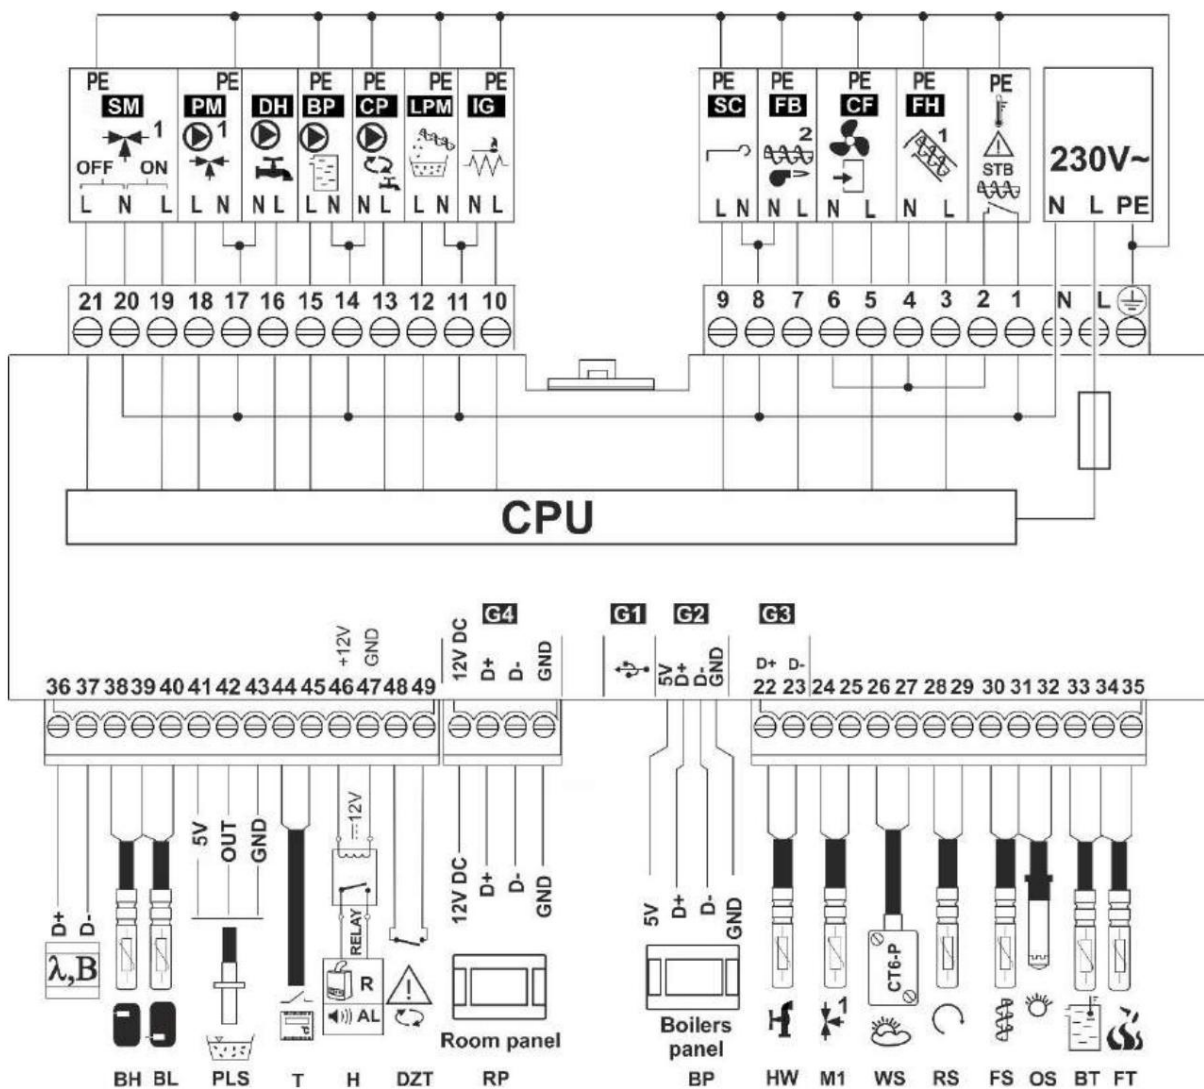 PE PE PE PE PE PE PE PE PE PE PE
SM PM DH BP CP LPM IG SC FB CF FH
1 1 2 1
OFF ON STB 230V~
L N L L N N L L N N L L N L L N N L N L N L N L PE
21 20 19 18 17 16 15 14 13 12 11 10 9 8 7 6 5 4 3 2 1 N L
CPU
G4 G1 G2 G3
+12V GND 12V DC D+ D- GND 5V D+ D- GND D+ D-
36 37 38 39 40 41 42 43 44 45 46 47 48 49 22 23 24 25 26 27 28 29 30 31 32 33 34 35
5V OUT GND 12V 12V DC D+ D- GND 5V D+ D- GND
D+ D- RELAY CT6-P
λ,B R
AL 1
Room panel
Boilers
panel
BH BL PLS T H DZT RP BP HW M1 WS RS FS OS BT FT